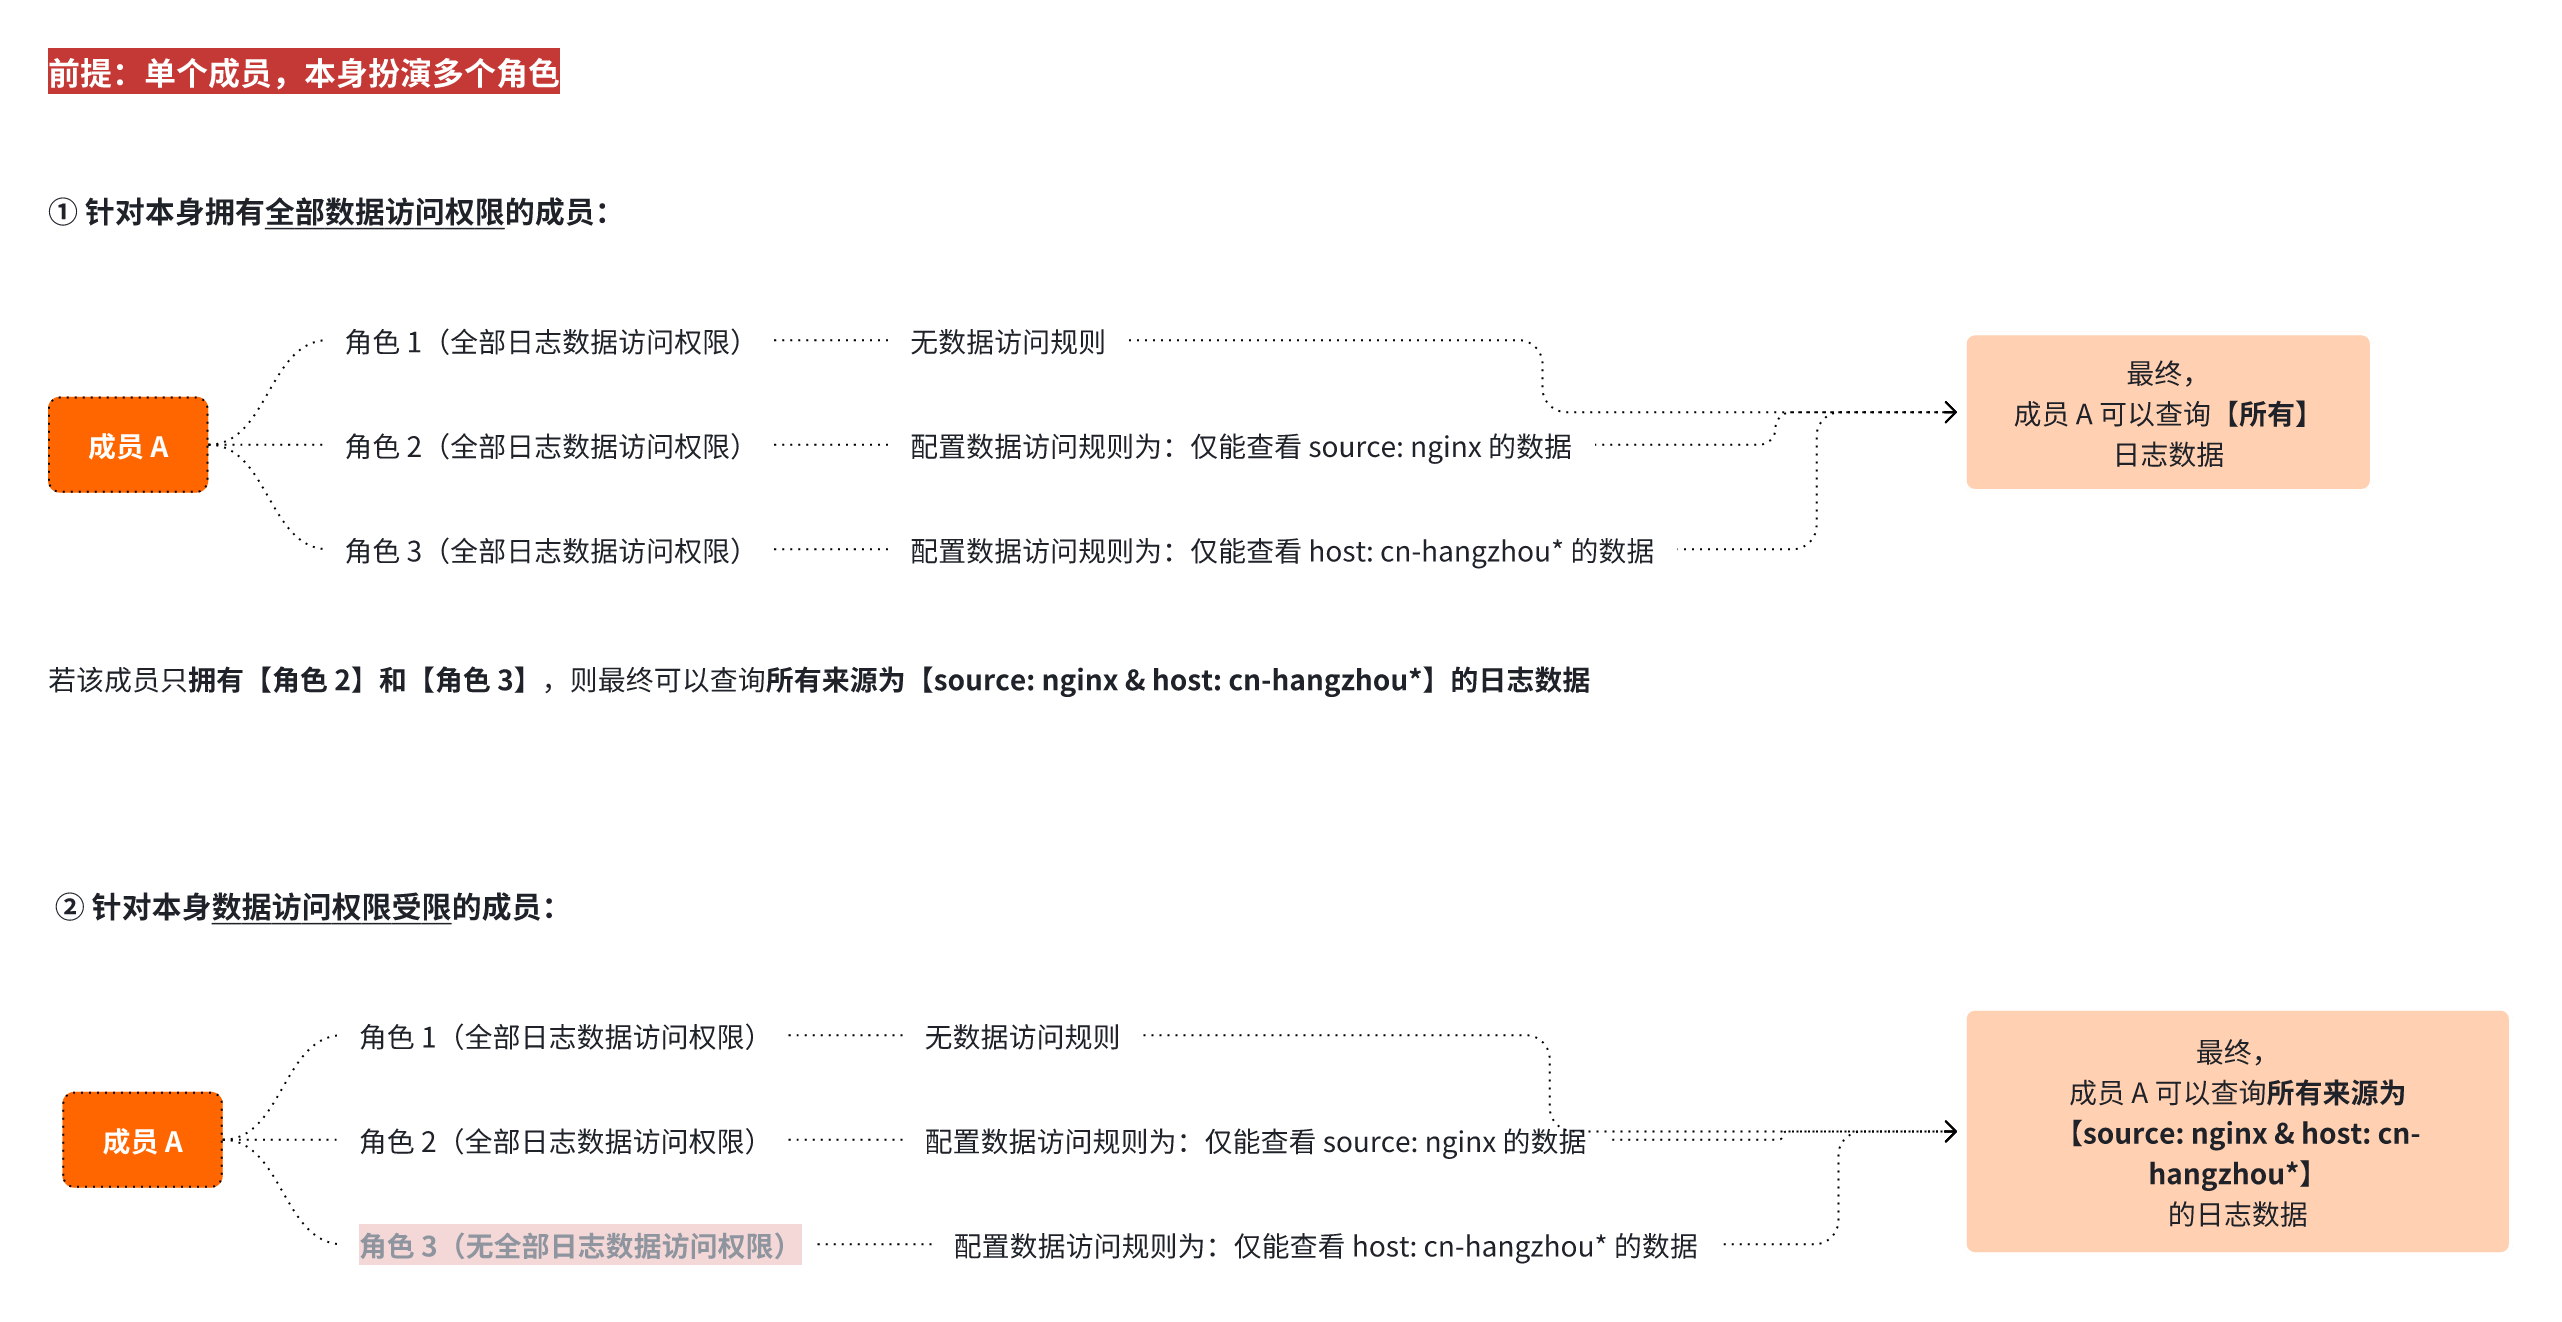 前提：单个成员，本身扮演多个角色
① 针对本身拥有全部数据访问权限的成员：
角色 1（全部日志数据访问权限）
无数据访问规则
成员 A
角色 2（全部日志数据访问权限）
配置数据访问规则为：仅能查看 source: nginx 的数据
角色 3（全部日志数据访问权限）
配置数据访问规则为：仅能查看 host: cn-hangzhou* 的数据
最终，
成员 A 可以查询【所有】
日志数据
若该成员只拥有【角色 2】和【角色 3】，则最终可以查询所有来源为【source: nginx & host: cn-hangzhou*】的日志数据
② 针对本身数据访问权限受限的成员：
角色 1（全部日志数据访问权限）
无数据访问规则
成员 A
角色 2（全部日志数据访问权限）
配置数据访问规则为：仅能查看 source: nginx 的数据
角色 3（无全部日志数据访问权限）
配置数据访问规则为：仅能查看 host: cn-hangzhou* 的数据
最终，
成员 A 可以查询所有来源为
【source: nginx & host: cn-
hangzhou*】
的日志数据